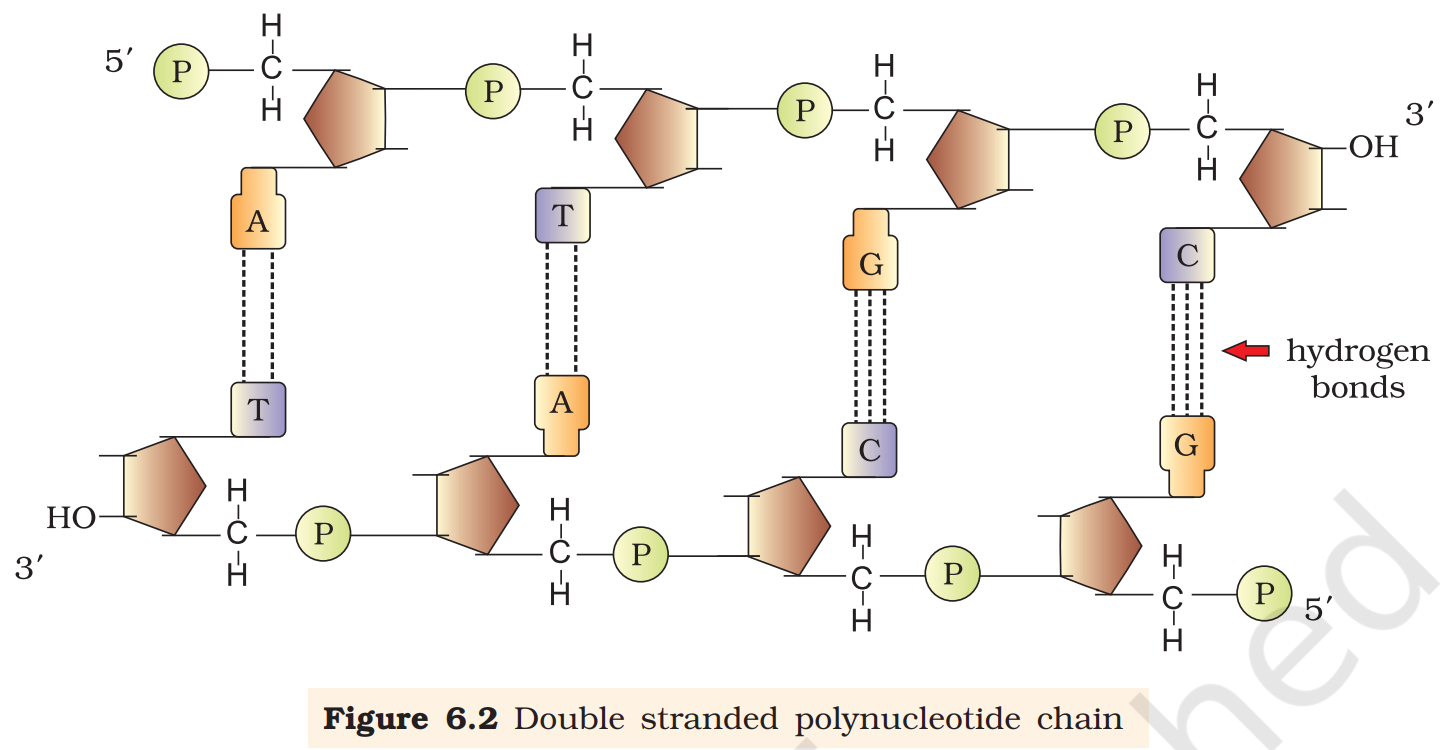 H H H H
5′ P C P C P C P C 3′
H H H H OH
A T G C
hydrogen
bonds
T A C G
HO H H H H
3′ C P C P C P C P 5′
H H H H
Figure 6.2 Double stranded polynucleotide chain
hed